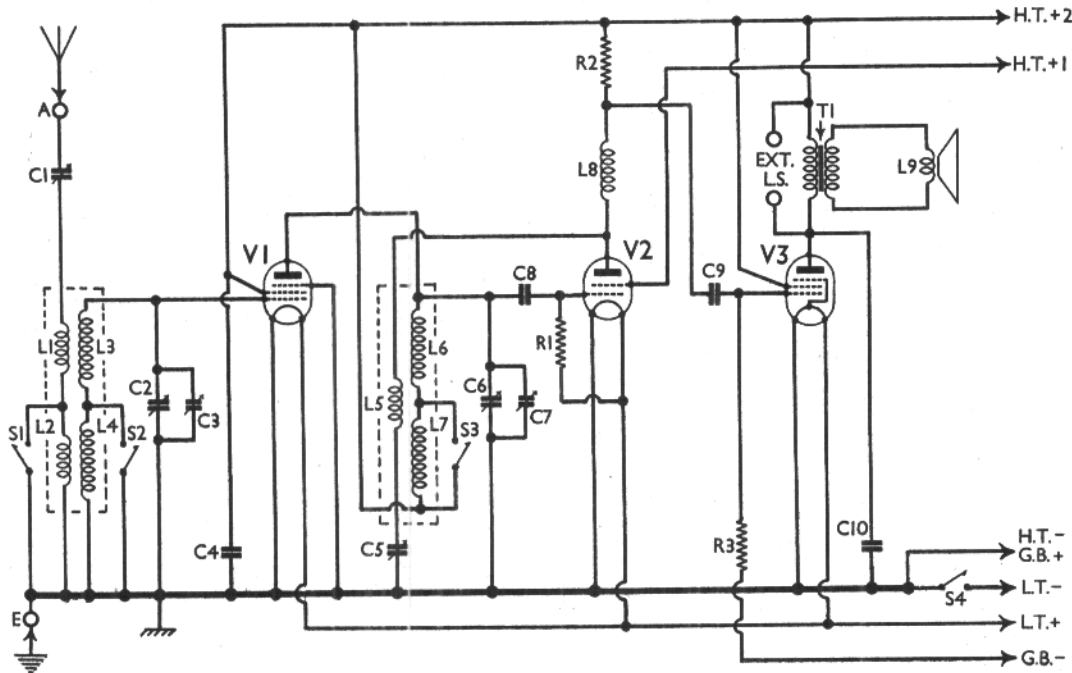 H.T.+2
R2
H.T.+1
A
T1
C1
EXT.
L.S.
L8
L9
V1
V2
V3
C8
C9
L1
L3
L6
R1
C2
C3
L5
C6
C7
S1
L2
L4
S2
L7
S3
C4
C5
R3
C10
H.T.-
G.B.+
S4
L.T.-
E
L.T.+
G.B.-